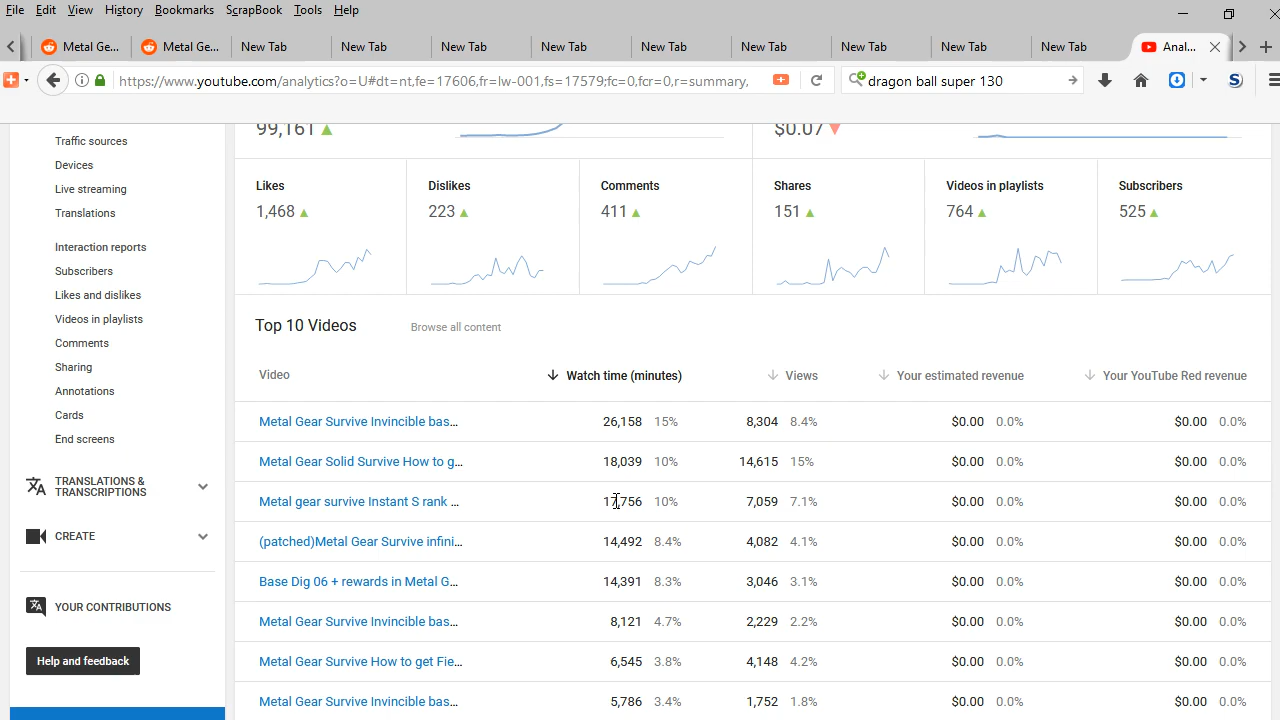 File Edit View History Bookmarks ScrapBook Tools Help
Metal Ge... Metal Ge... New Tab New Tab New Tab New Tab New Tab New Tab New Tab New Tab New Tab Anal...
https://www.youtube.com/analytics?o=U#dt=nt,fe=17606,fr=lw-001,fs=17579;fc=0,fcr=0,r=summary,
dragon ball super 130
99,161 $0.07
Traffic sources
Devices
Live streaming
Translations
Interaction reports
Subscribers
Likes and dislikes
Videos in playlists
Comments
Sharing
Annotations
Cards
End screens
TRANSLATIONS &
TRANSCRIPTIONS
CREATE
YOUR CONTRIBUTIONS
Help and feedback
Likes Dislikes Comments Shares Videos in playlists Subscribers
1,468 223 411 151 764 525
Top 10 Videos Browse all content
Video Watch time (minutes) Views Your estimated revenue Your YouTube Red revenue
Metal Gear Survive Invincible bas... 26,158 15% 8,304 8.4% $0.00 0.0% $0.00 0.0%
Metal Gear Solid Survive How to g... 18,039 10% 14,615 15% $0.00 0.0% $0.00 0.0%
Metal gear survive Instant S rank ... 17,756 10% 7,059 7.1% $0.00 0.0% $0.00 0.0%
(patched)Metal Gear Survive infini... 14,492 8.4% 4,082 4.1% $0.00 0.0% $0.00 0.0%
Base Dig 06 + rewards in Metal G... 14,391 8.3% 3,046 3.1% $0.00 0.0% $0.00 0.0%
Metal Gear Survive Invincible bas... 8,121 4.7% 2,229 2.2% $0.00 0.0% $0.00 0.0%
Metal Gear Survive How to get Fie... 6,545 3.8% 4,148 4.2% $0.00 0.0% $0.00 0.0%
Metal Gear Survive Invincible bas... 5,786 3.4% 1,752 1.8% $0.00 0.0% $0.00 0.0%